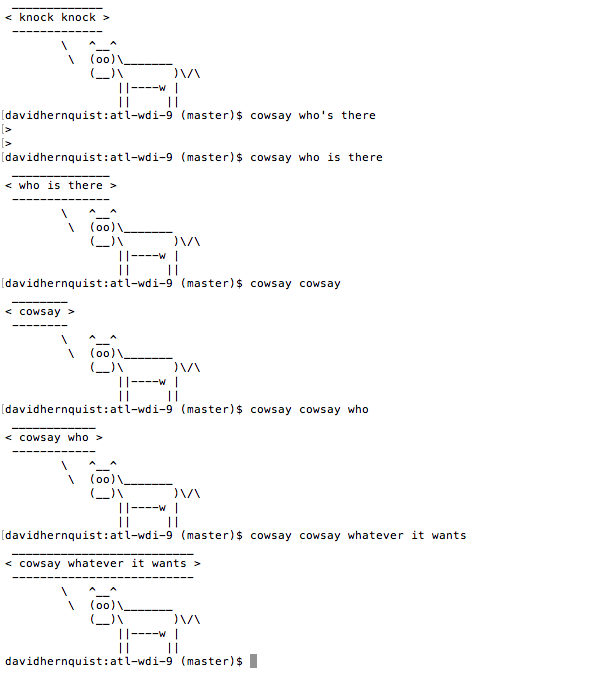 _____________
< knock knock >
 -------------
        \   ^__^
         \  (oo)\_______
            (__)\       )\/\
                ||----w |
                ||     ||
[davidhernquist:atl-wdi-9 (master)$ cowsay who's there
[>
[>
[davidhernquist:atl-wdi-9 (master)$ cowsay who is there
 ______________
< who is there >
 --------------
        \   ^__^
         \  (oo)\_______
            (__)\       )\/\
                ||----w |
                ||     ||
[davidhernquist:atl-wdi-9 (master)$ cowsay cowsay
 ________
< cowsay >
 --------
        \   ^__^
         \  (oo)\_______
            (__)\       )\/\
                ||----w |
                ||     ||
[davidhernquist:atl-wdi-9 (master)$ cowsay cowsay who
 ____________
< cowsay who >
 ------------
        \   ^__^
         \  (oo)\_______
            (__)\       )\/\
                ||----w |
                ||     ||
[davidhernquist:atl-wdi-9 (master)$ cowsay cowsay whatever it wants
 __________________________
< cowsay whatever it wants >
 --------------------------
        \   ^__^
         \  (oo)\_______
            (__)\       )\/\
                ||----w |
                ||     ||
davidhernquist:atl-wdi-9 (master)$